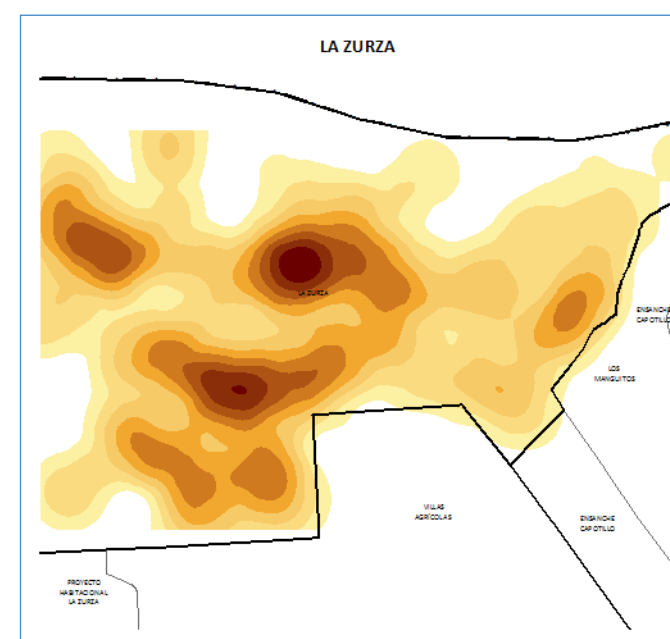 LA ZURZA
LA ZURZA
ENSANCHE
CAPOTILLO
LOS
MANGUITOS
VILLAS
AGRÍCOLAS
ENSANCHE
CAPOTILLO
PROYECTO
HABITACIONAL
LA ZURZA